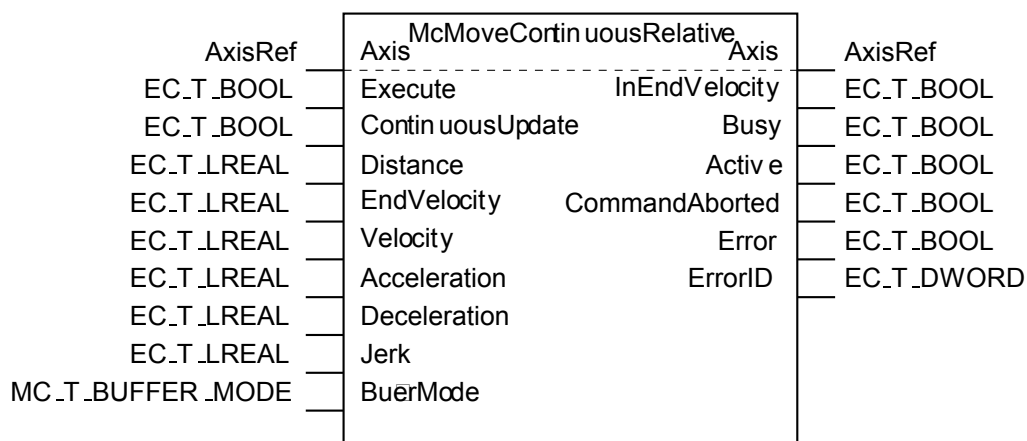 McMoveContinuousRelative
AxisRef Axis Axis AxisRef
EC_T_BOOL Execute InEndVelocity EC_T_BOOL
EC_T_BOOL ContinuousUpdate Busy EC_T_BOOL
EC_T_LREAL Distance Active EC_T_BOOL
EC_T_LREAL EndVelocity CommandAborted EC_T_BOOL
EC_T_LREAL Velocity Error EC_T_BOOL
EC_T_LREAL Acceleration ErrorID EC_T_DWORD
EC_T_LREAL Deceleration
EC_T_LREAL Jerk
MC_T_BUFFER_MODE BuerMode